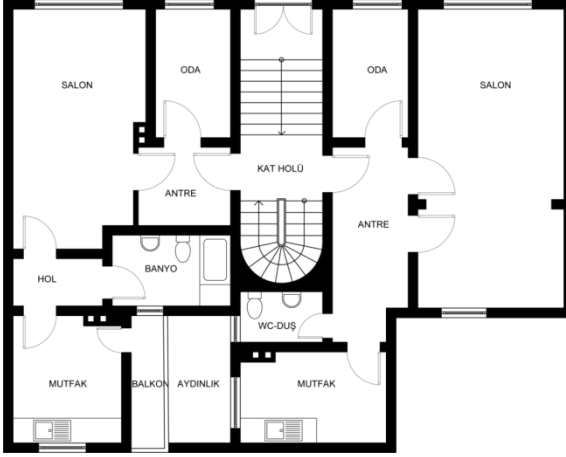 SALON
ODA
ODA
SALON
KAT HOLÜ
ANTRE
ANTRE
HOL
BANYO
WC-DUŞ
MUTFAK
BALKON
AYDINLIK
MUTFAK